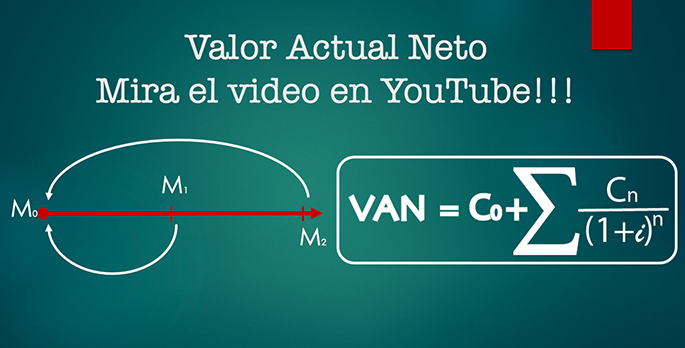 Valor Actual Neto
Mira el video en YouTube!!!
M₀
M₁
M₂
VAN = C₀+∑ Cn/(1+i)ⁿ